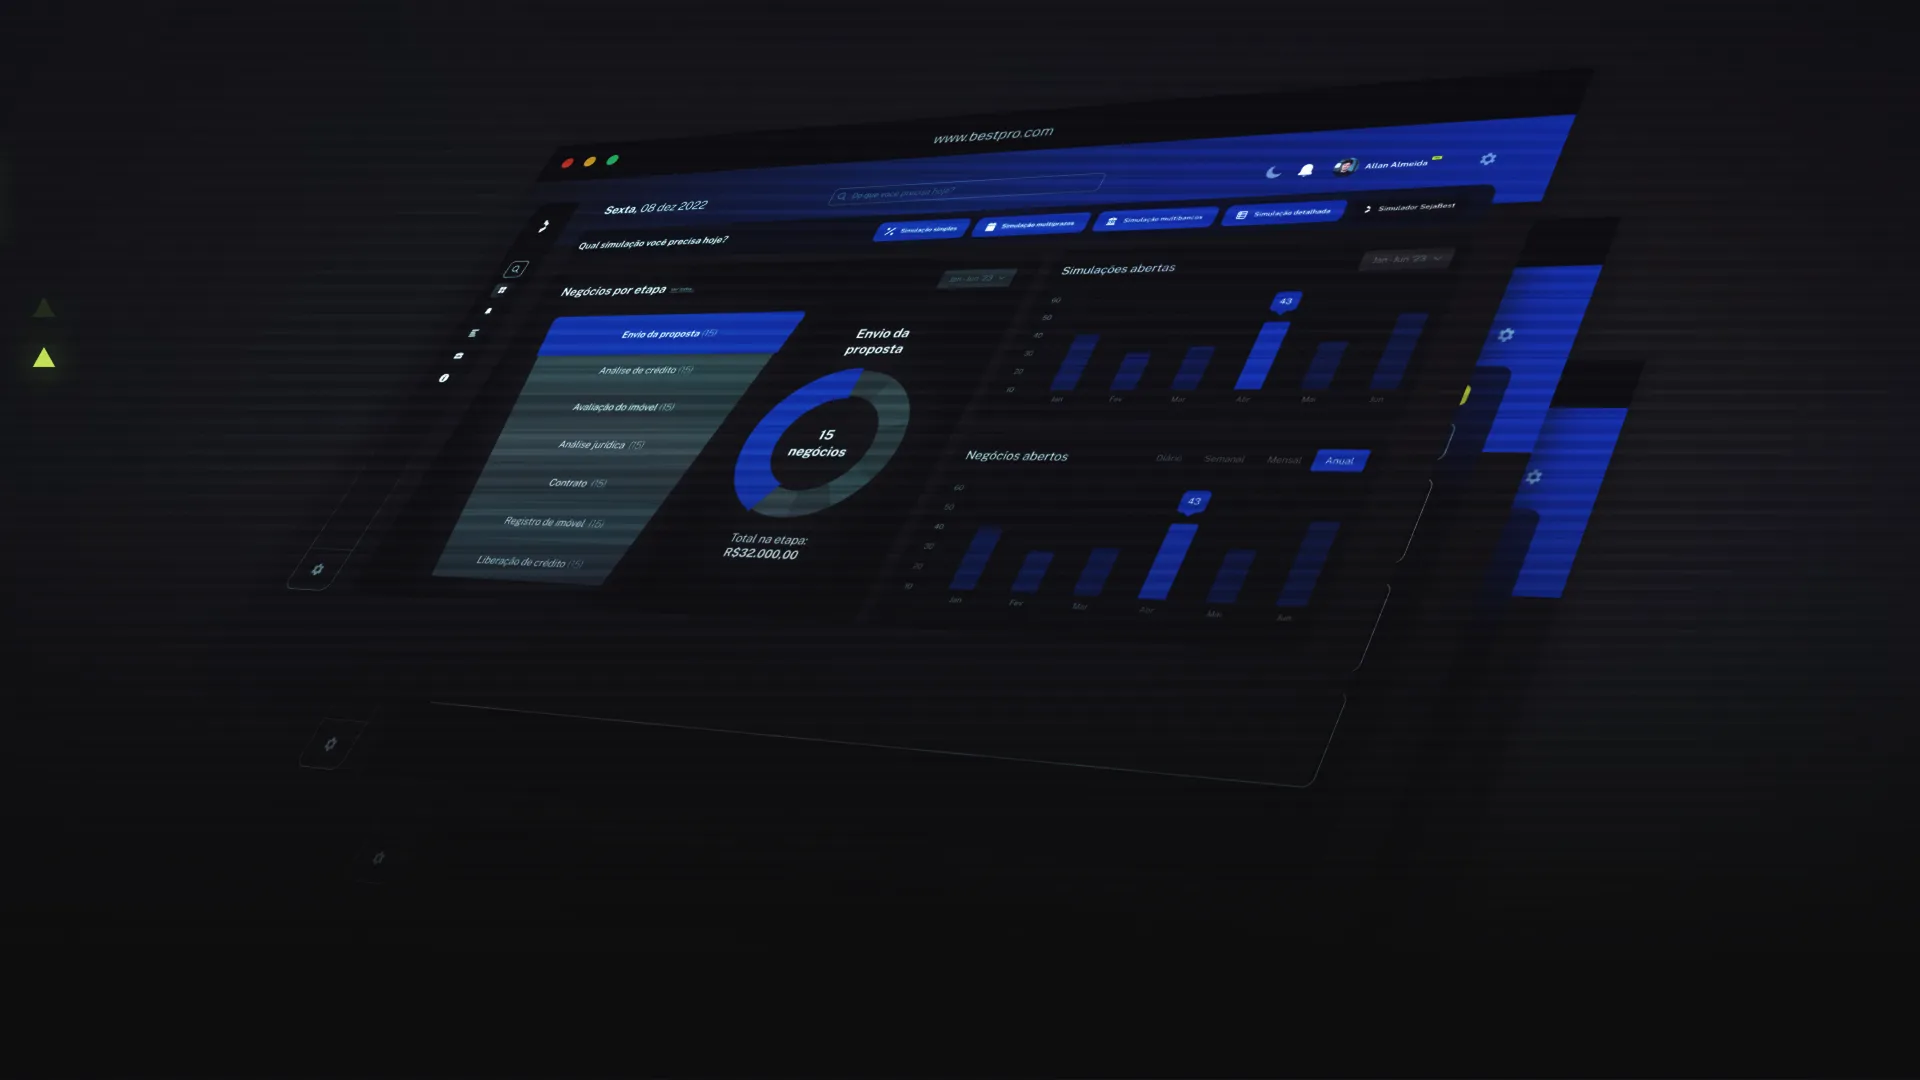 www.bestpro.com
Sexta, 08 dez 2022
Do que você precisa hoje?
Allan Almeida
Qual simulação você precisa hoje?
Simulação simples
Simulação multiprazos
Simulação multibancos
Simulação detalhada
Simulador SejaBest
Negócios por etapa
Jan-Jun '23
Envio da proposta (15)
Análise de crédito (15)
Avaliação do imóvel (15)
Análise jurídica (15)
Contrato (15)
Registro de imóvel (15)
Liberação de crédito (15)
Envio da
proposta
15
negócios
Total na etapa:
R$32.000,00
Simulações abertas
Jan-Jun '23
43
60
50
40
30
20
10
Jan
Fev
Mar
Abr
Mai
Jun
Negócios abertos
Diário
Semanal
Mensal
Anual
43
60
50
40
30
20
10
Jan
Fev
Mar
Abr
Mai
Jun